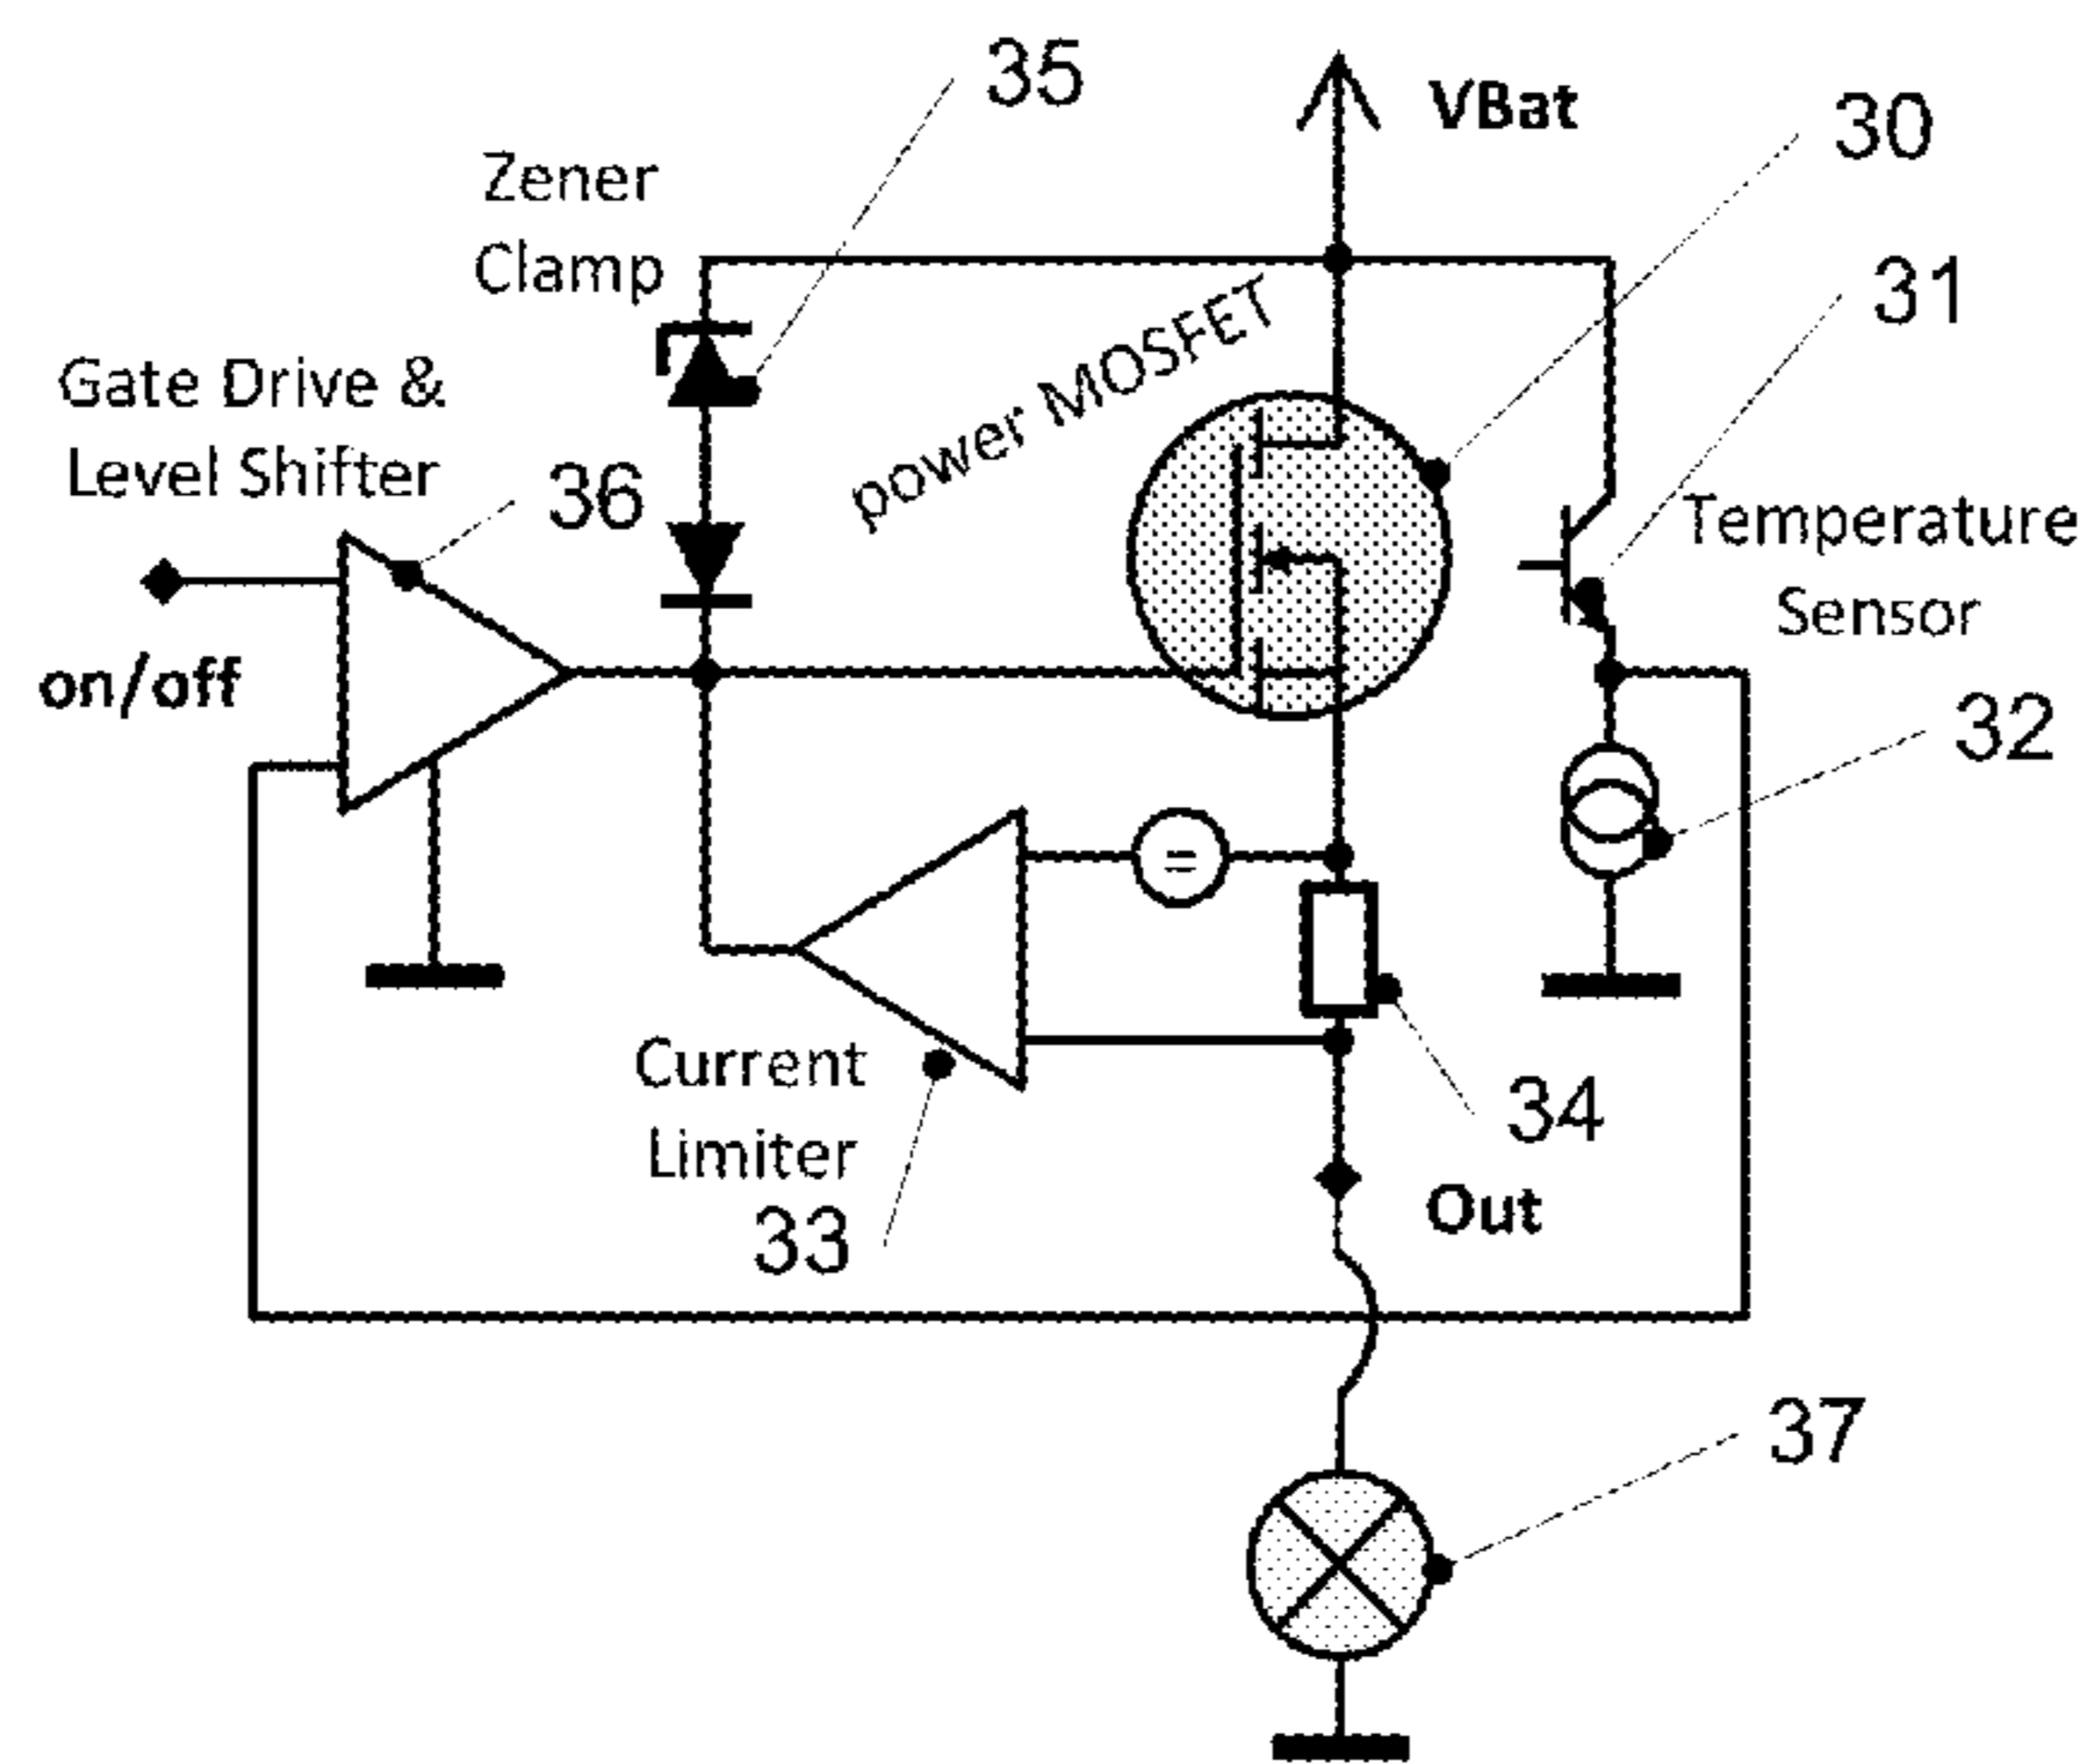 35
VBat
30
Zener
Clamp
31
power MOSFET
Gate Drive &
Level Shifter
36
Temperature
Sensor
on/off
32
=
Current
Limiter
33
34
Out
37